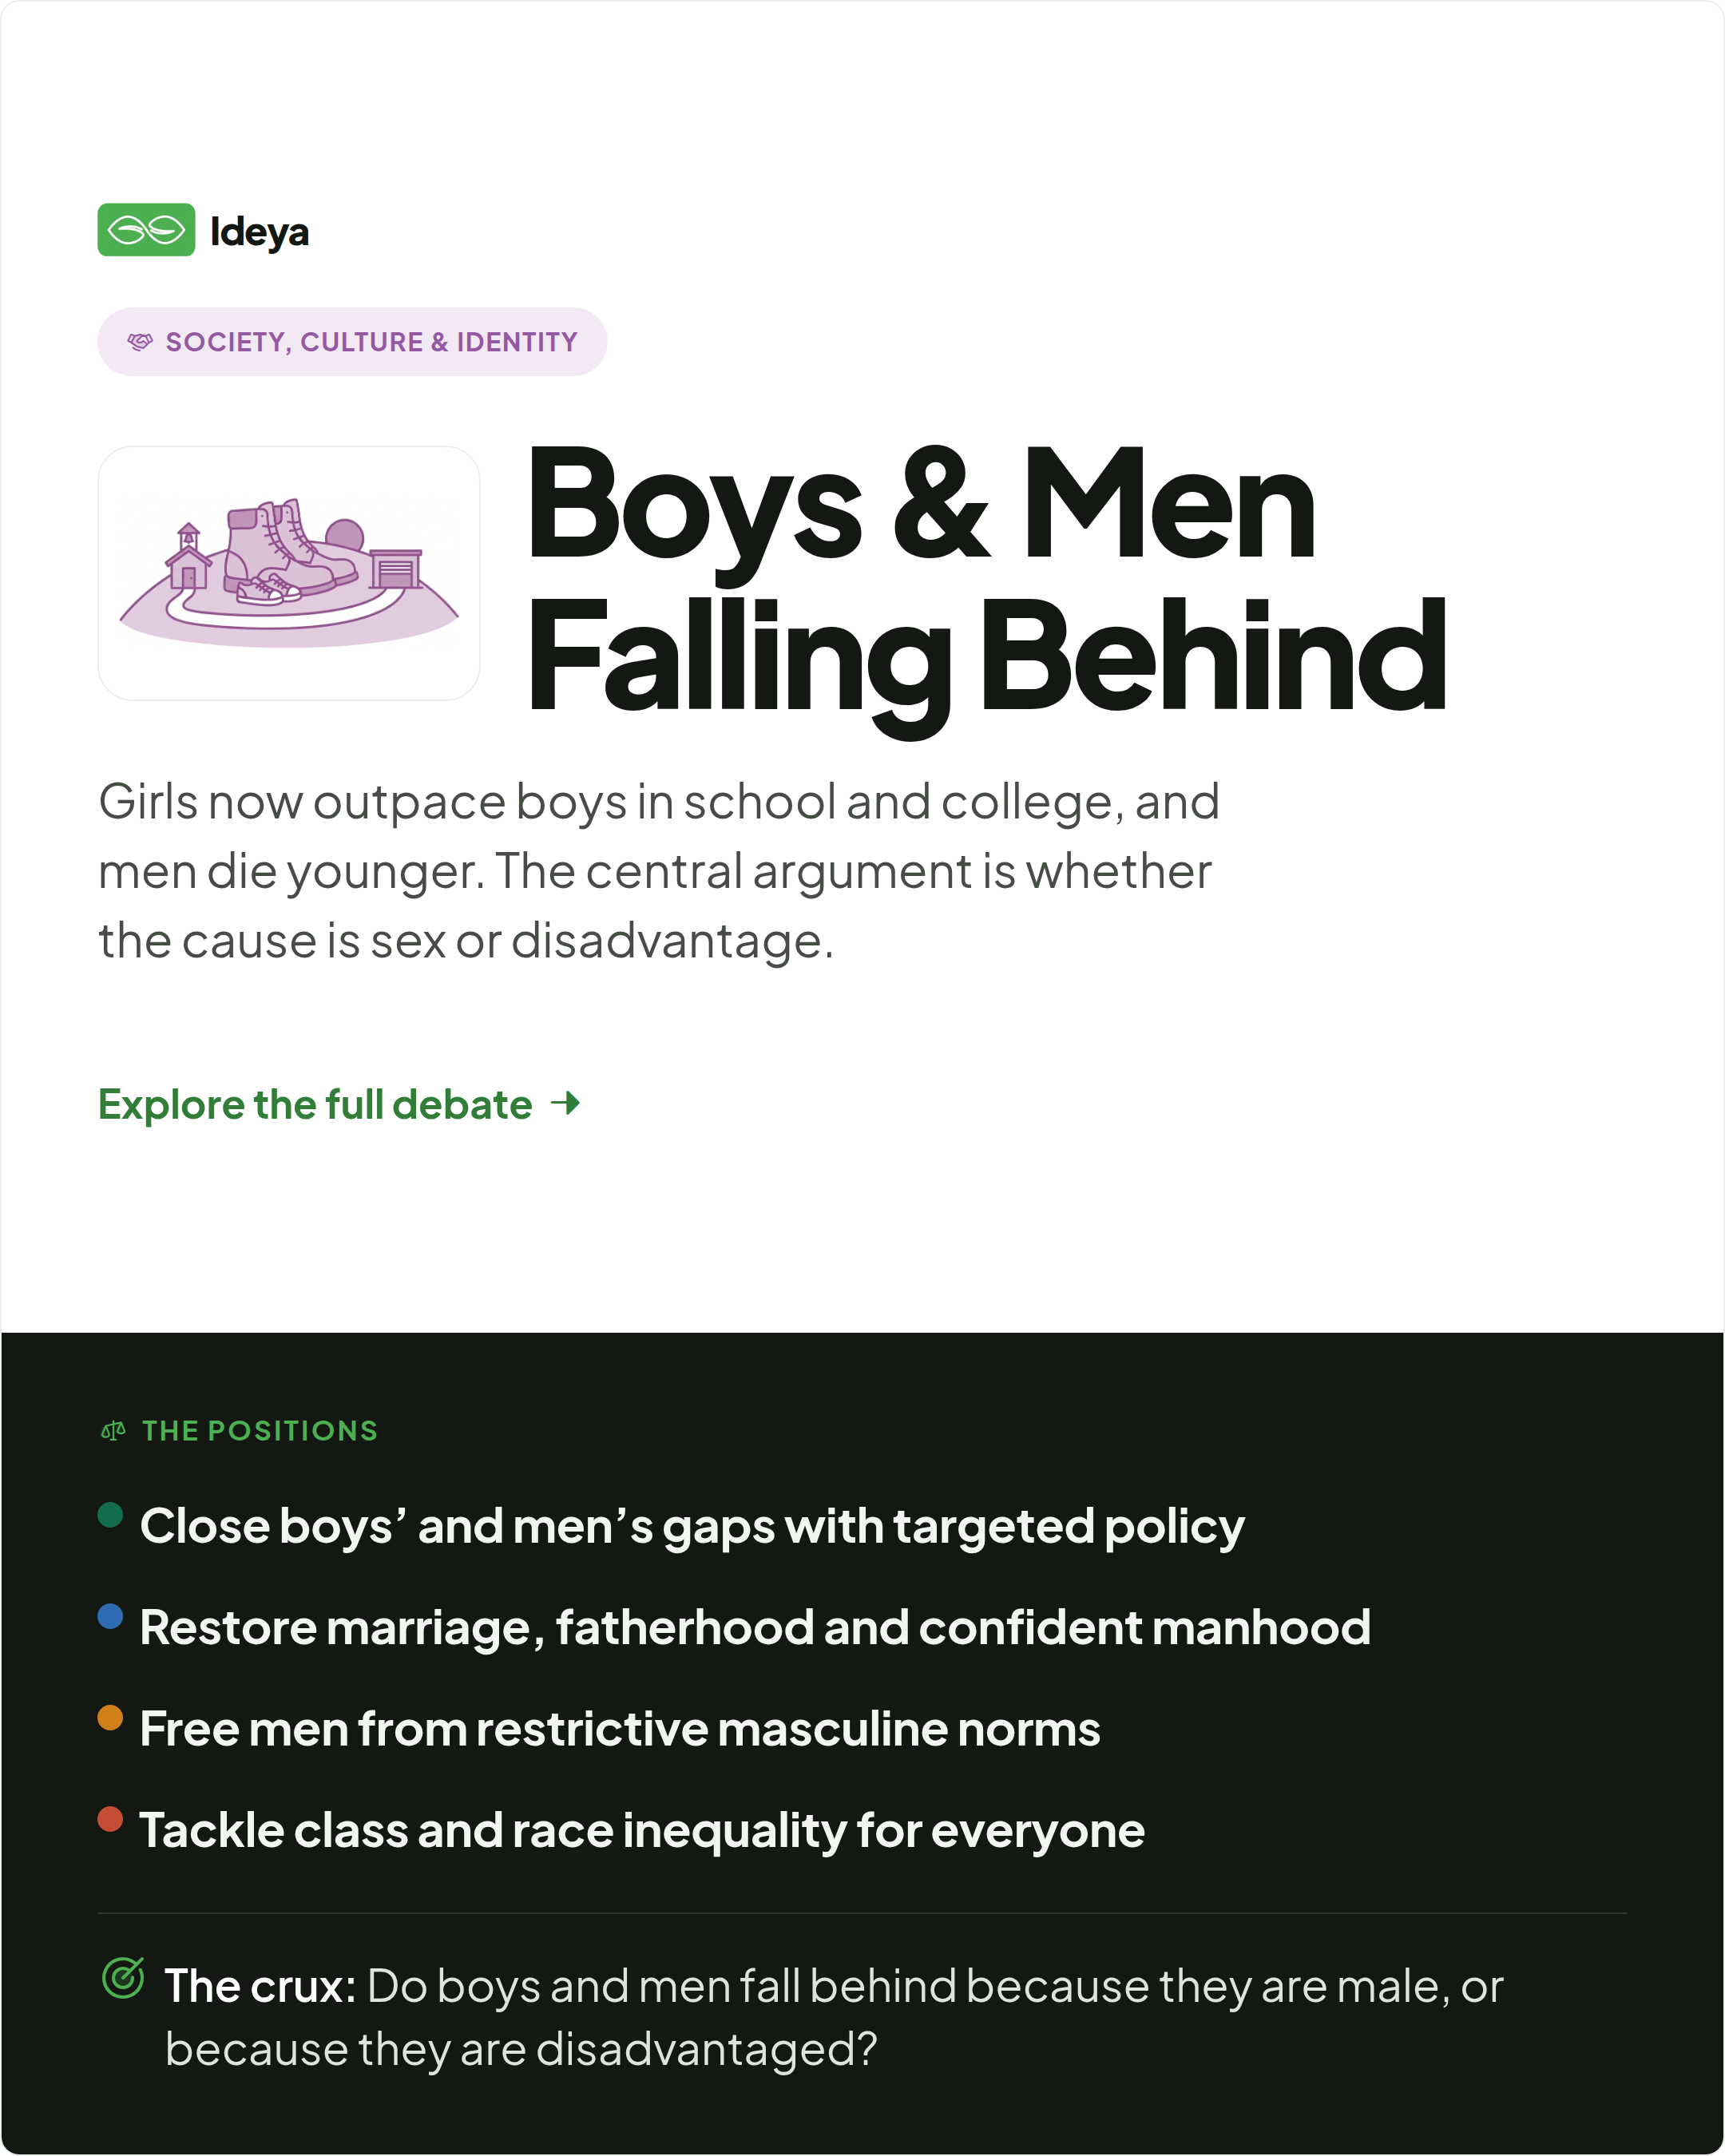 Ideya
SOCIETY, CULTURE & IDENTITY
Boys & Men
Falling Behind
Girls now outpace boys in school and college, and
men die younger. The central argument is whether
the cause is sex or disadvantage.
Explore the full debate
THE POSITIONS
Close boys’ and men’s gaps with targeted policy
Restore marriage, fatherhood and confident manhood
Free men from restrictive masculine norms
Tackle class and race inequality for everyone
The crux: Do boys and men fall behind because they are male, or
because they are disadvantaged?